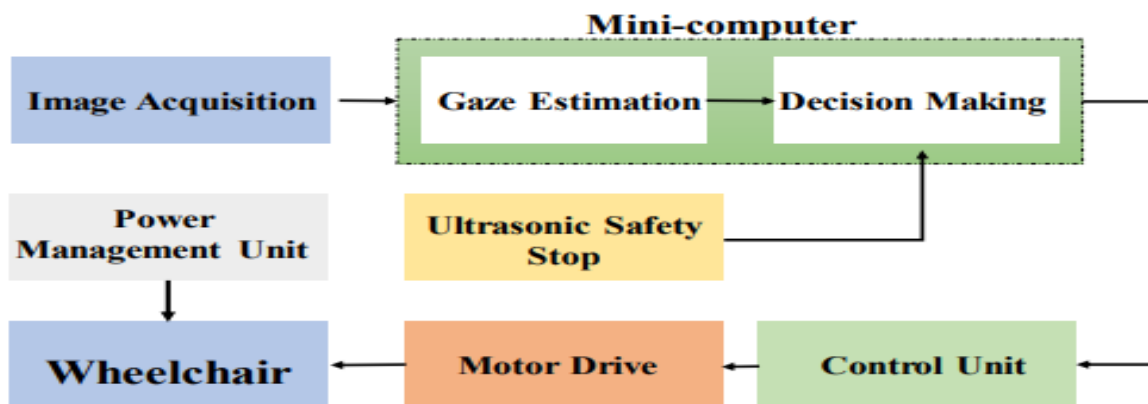 Mini-computer
Image Acquisition
Gaze Estimation
Decision Making
Power
Management Unit
Ultrasonic Safety
Stop
Wheelchair
Motor Drive
Control Unit